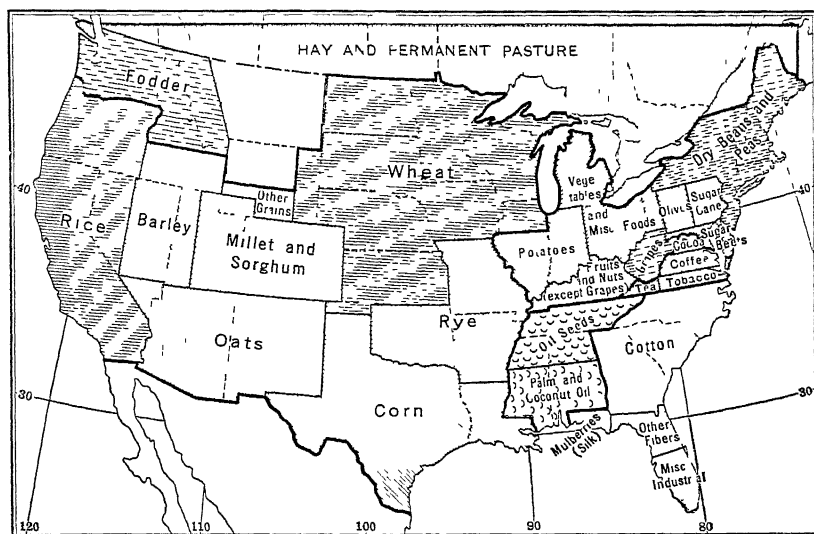 HAY AND PERMANENT PASTURE
Fodder
Wheat
Dry Beans and
Peas
40
Other
Grains
Vege
tables
and
Misc
Foods
Olives
Sugar
Cane
40
Rice
Barley
Millet and
Sorghum
Potatoes
Grapes
Cocoa
Sugar
Beets
Coffee
Fruits
and Nuts
(except Grapes)
Tea
Tobacco
Rye
Oats
Oil Seeds
Cotton
30
Corn
Palm and
Coconut Oil
30
Mulberries
(Silk)
Other
Fibers
Misc
Industrial
120
110
100
90
80